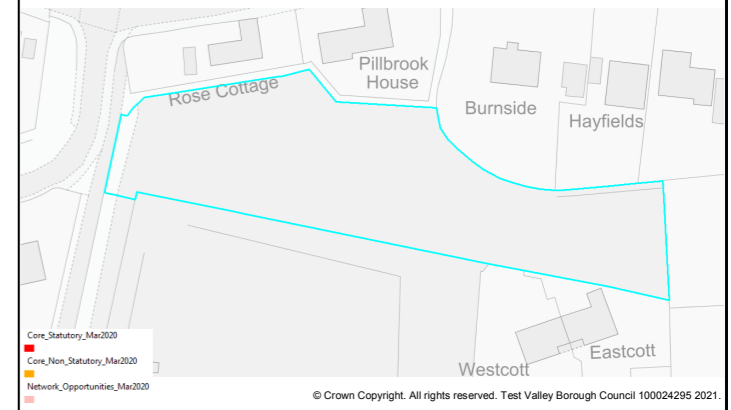 Pillbrook
House
Rose Cottage
Burnside
Hayfields
Core_Statutory_Mar2020
Core_Non_Statutory_Mar2020
Network_Opportunities_Mar2020
Eastcott
Westcott
© Crown Copyright. All rights reserved. Test Valley Borough Council 100024295 2021.